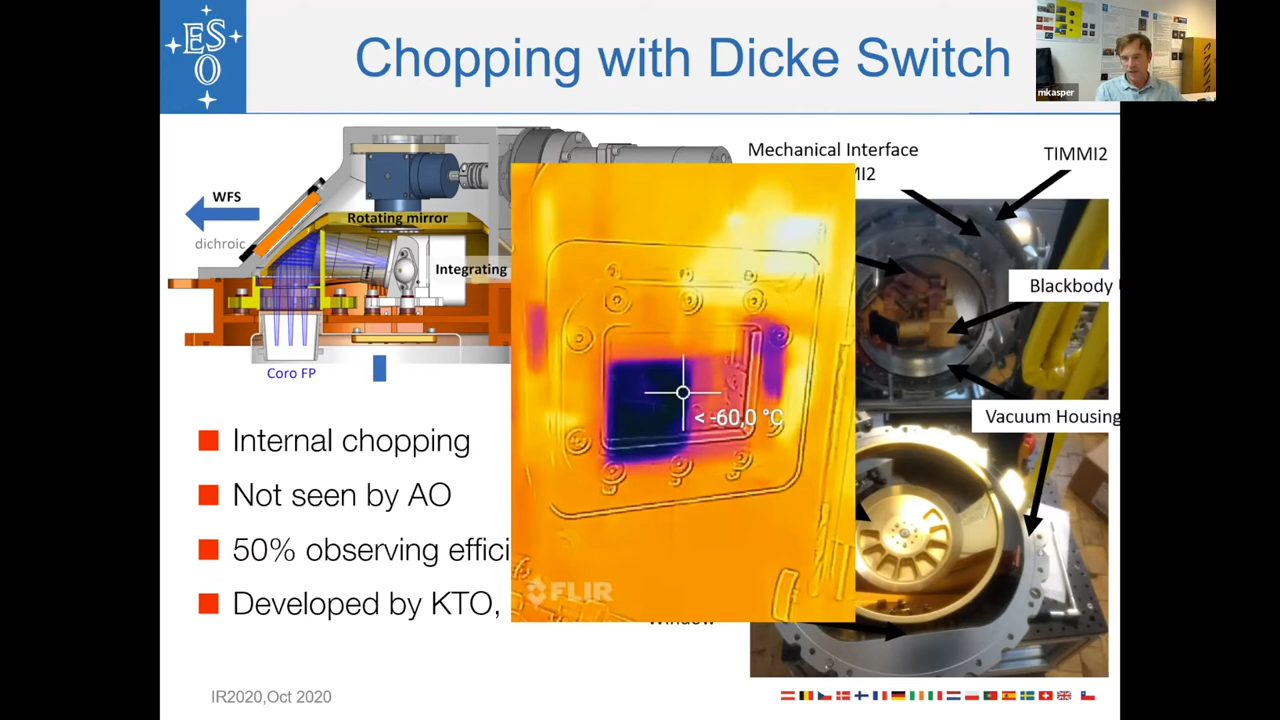 ES
O
Chopping with Dicke Switch
mkasper
Mechanical Interface
MI2
TIMMI2
WFS
dichroic
Rotating mirror
Integrating
Blackbody
Coro FP
Vacuum Housing
< -60,0 °C
Internal chopping
Not seen by AO
50% observing effici
Developed by KTO,
FLIR
Window
IR2020,Oct 2020